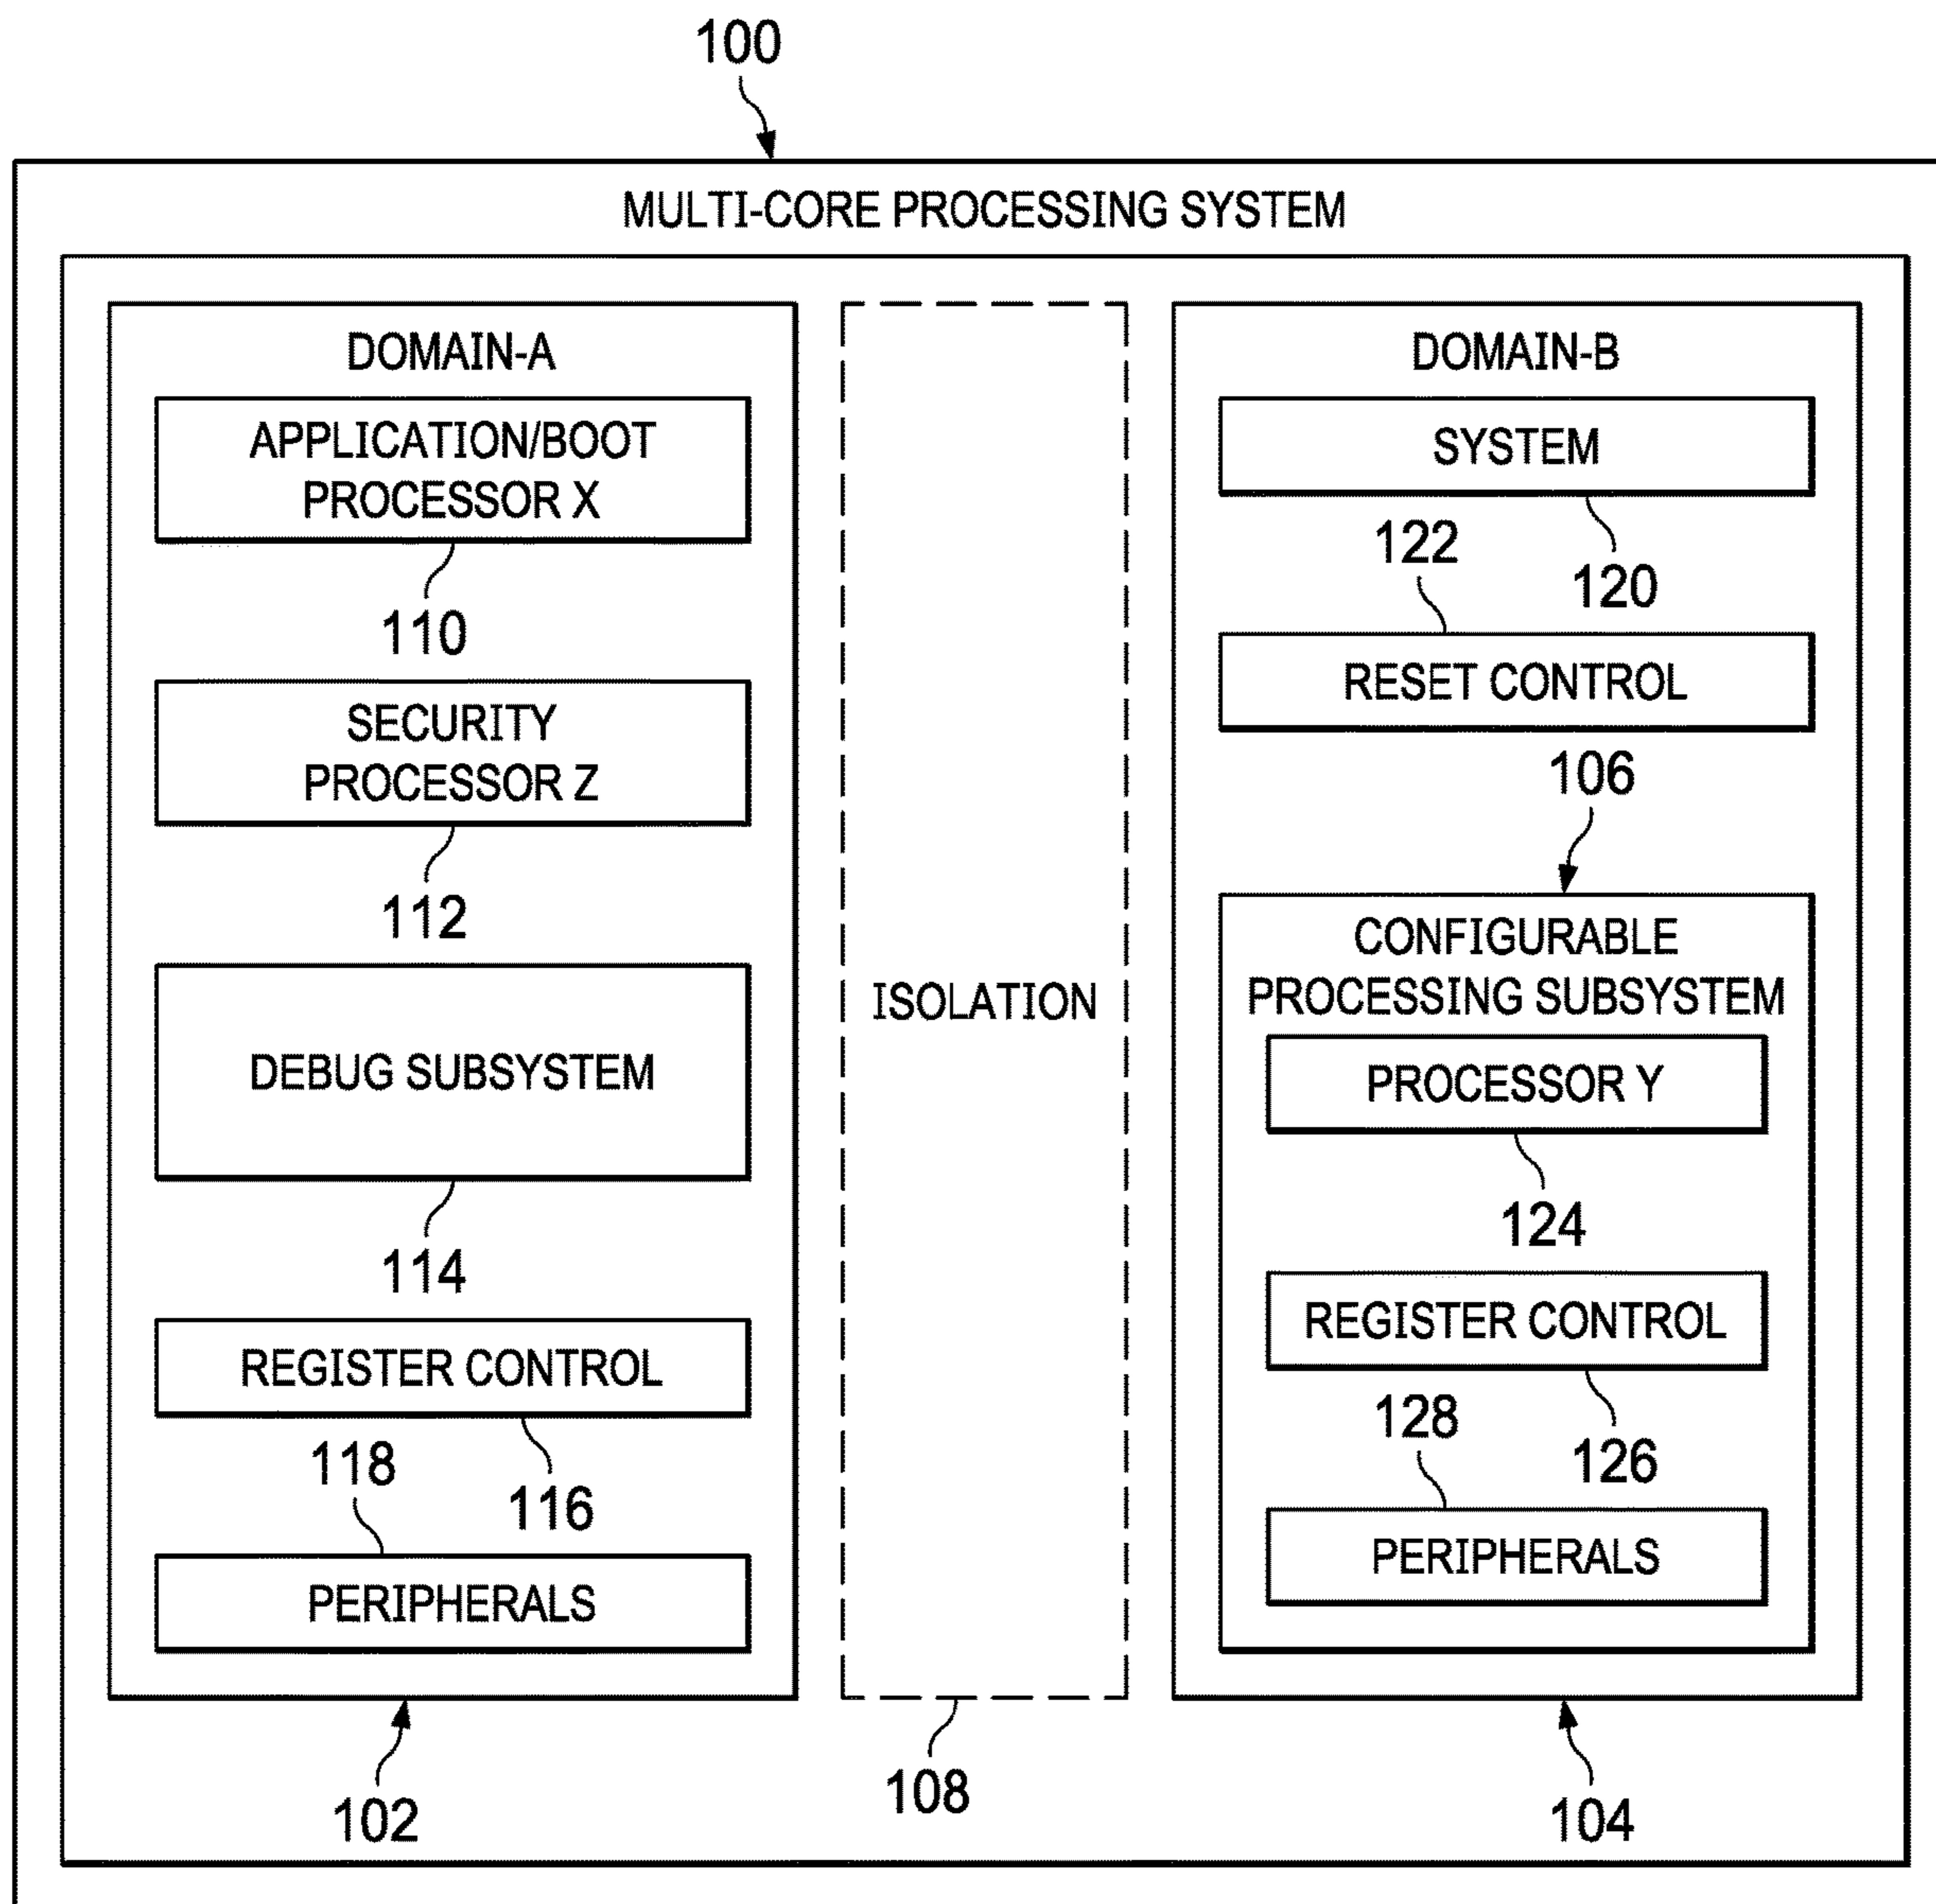 100
MULTI-CORE PROCESSING SYSTEM
DOMAIN-A
APPLICATION/BOOT
PROCESSOR X
110
SECURITY
PROCESSOR Z
112
DEBUG SUBSYSTEM
114
REGISTER CONTROL
118
116
PERIPHERALS
102
ISOLATION
108
DOMAIN-B
SYSTEM
122
120
RESET CONTROL
106
CONFIGURABLE
PROCESSING SUBSYSTEM
PROCESSOR Y
124
REGISTER CONTROL
128
126
PERIPHERALS
104